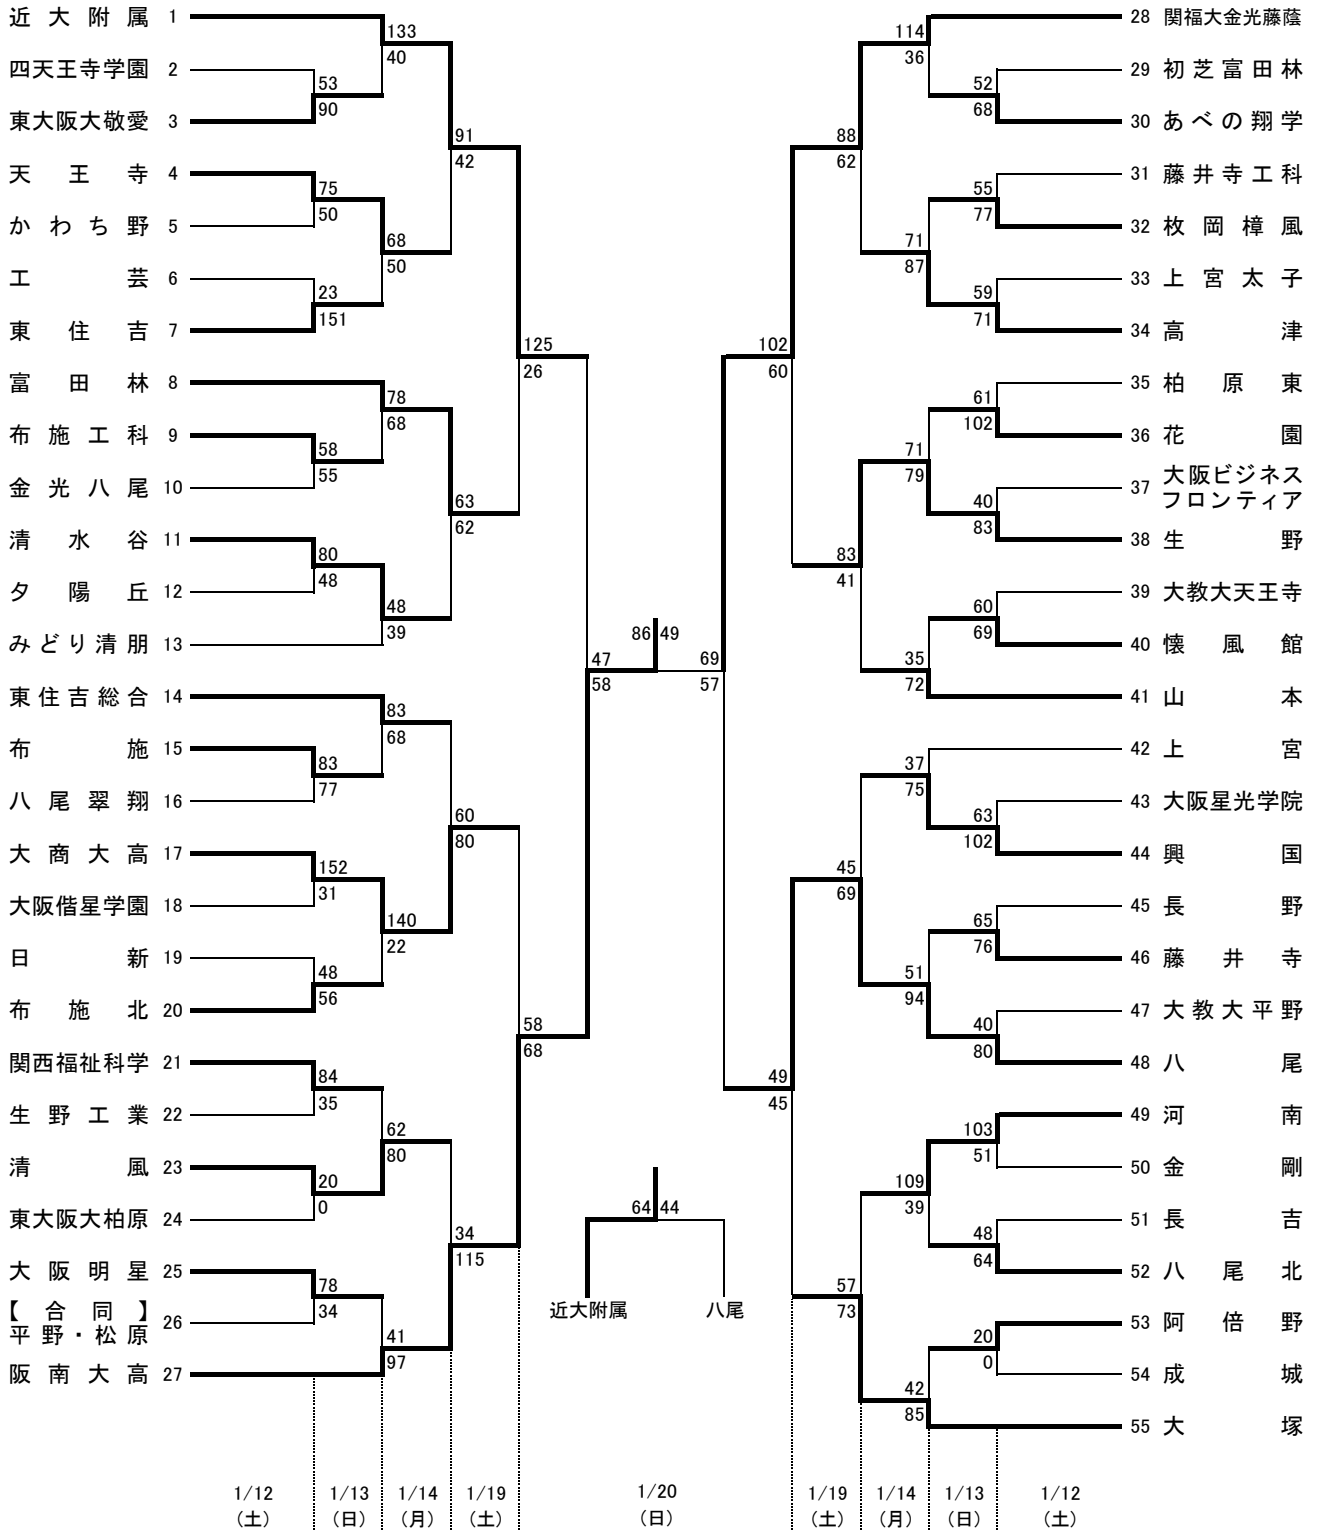 近大附属 1
四天王寺学園 2
東大阪大敬愛 3
天王寺 4
かわち野 5
工芸 6
東住吉 7
富田林 8
布施工科 9
金光八尾 10
清水谷 11
夕陽丘 12
みどり清朋 13
東住吉総合 14
布施 15
八尾翠翔 16
大商大高 17
大阪偕星学園 18
日新 19
布施北 20
関西福祉科学 21
生野工業 22
清風 23
東大阪大柏原 24
大阪明星 25
【合同】
平野・松原 26
阪南大高 27
53
90
75
50
23
151
58
55
80
48
83
77
152
31
48
56
84
35
20
0
78
34
133
40
68
50
78
68
48
39
83
68
140
22
62
80
41
97
91
42
63
62
60
80
34
115
125
26
58
68
47
58
86 49
69
57
64 44
近大附属
八尾
102
60
49
45
88
62
83
41
45
69
57
73
114
36
71
87
71
79
35
72
37
75
51
94
109
39
42
85
52
68
55
77
59
71
61
102
40
83
60
69
63
102
65
76
40
80
103
51
48
64
20
0
28 関福大金光藤蔭
29 初芝富田林
30 あべの翔学
31 藤井寺工科
32 枚岡樟風
33 上宮太子
34 高津
35 柏原東
36 花園
37 大阪ビジネス
フロンティア
38 生野
39 大教大天王寺
40 懐風館
41 山本
42 上宮
43 大阪星光学院
44 興国
45 長野
46 藤井寺
47 大教大平野
48 八尾
49 河南
50 金剛
51 長吉
52 八尾北
53 阿倍野
54 成城
55 大塚
1/12 1/13 1/14 1/19 1/20 1/19 1/14 1/13 1/12
（土） （日） （月） （土） （日） （土） （月） （日） （土）